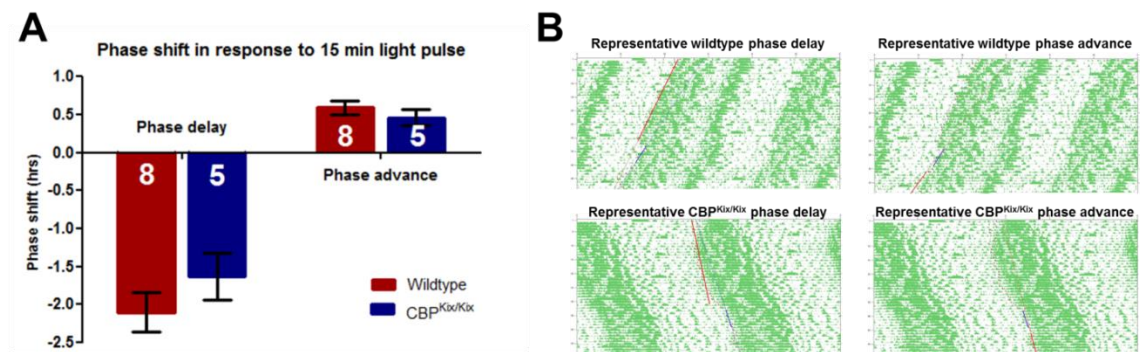 A
Phase shift in response to 15 min light pulse
1.0
0.5
0.0
-0.5
-1.0
-1.5
-2.0
-2.5
Phase shift (hrs)
Phase delay
8
5
8
5
Phase advance
Wildtype
CBPKix/Kix
B
Representative wildtype phase delay
Representative wildtype phase advance
Representative CBPKix/Kix phase delay
Representative CBPKix/Kix phase advance